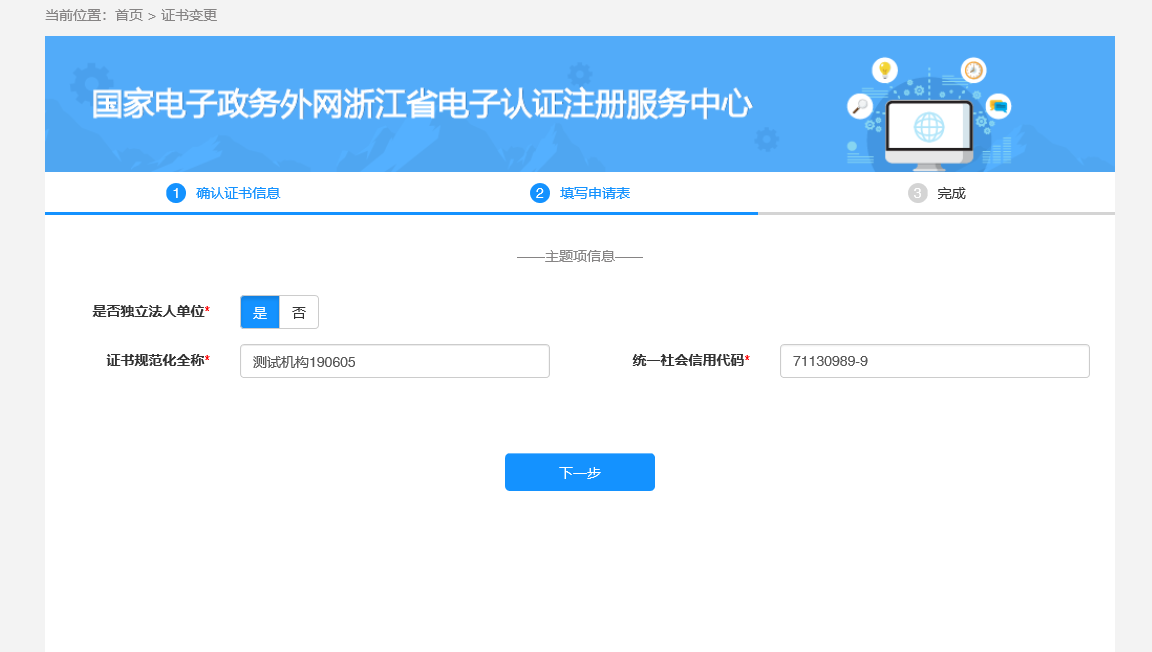 当前位置: 首页 > 证书变更
国家电子政务外网浙江省电子认证注册服务中心
1 确认证书信息 2 填写申请表 3 完成
——主题项信息——
是否独立法人单位* 是 否
证书规范化全称* 测试机构190605 统一社会信用代码* 71130989-9
下一步